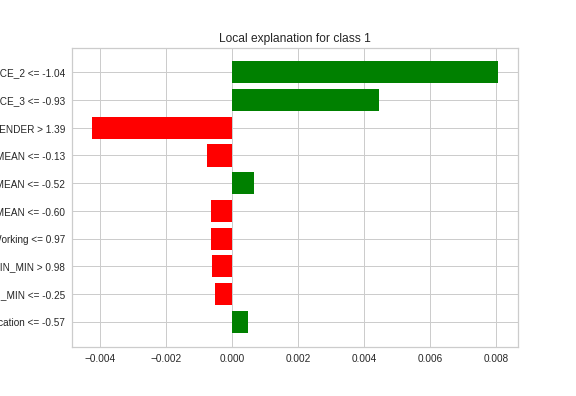 Local explanation for class 1
CE_2 <= -1.04
CE_3 <= -0.93
ENDER > 1.39
MEAN <= -0.13
MEAN <= -0.52
MEAN <= -0.60
Working <= 0.97
IN_MIN > 0.98
_MIN <= -0.25
cation <= -0.57
−0.004 −0.002 0.000 0.002 0.004 0.006 0.008